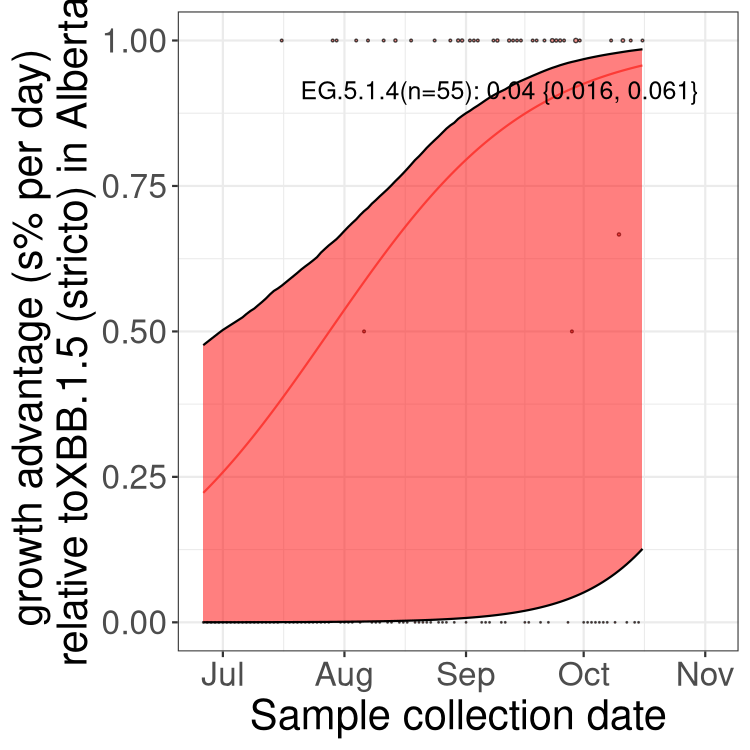 growth advantage (s% per day)
relative toXBB.1.5 (stricto) in Alberta
1.00
0.75
0.50
0.25
0.00
EG.5.1.4(n=55): 0.04 {0.016, 0.061}
Jul Aug Sep Oct Nov
Sample collection date